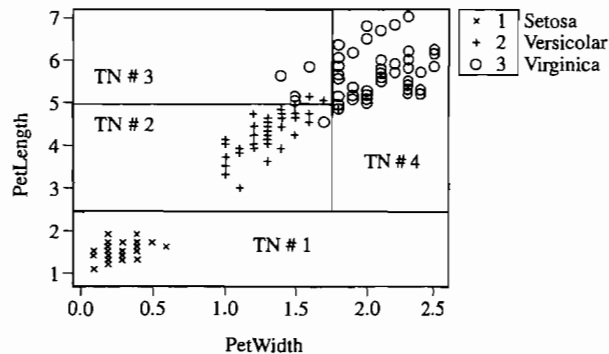 7
6
5
4
3
2
1
PetLength
TN # 3
TN # 2
TN # 4
TN # 1
0.0 0.5 1.0 1.5 2.0 2.5
PetWidth
× 1 Setosa
+ 2 Versicolar
○ 3 Virginica